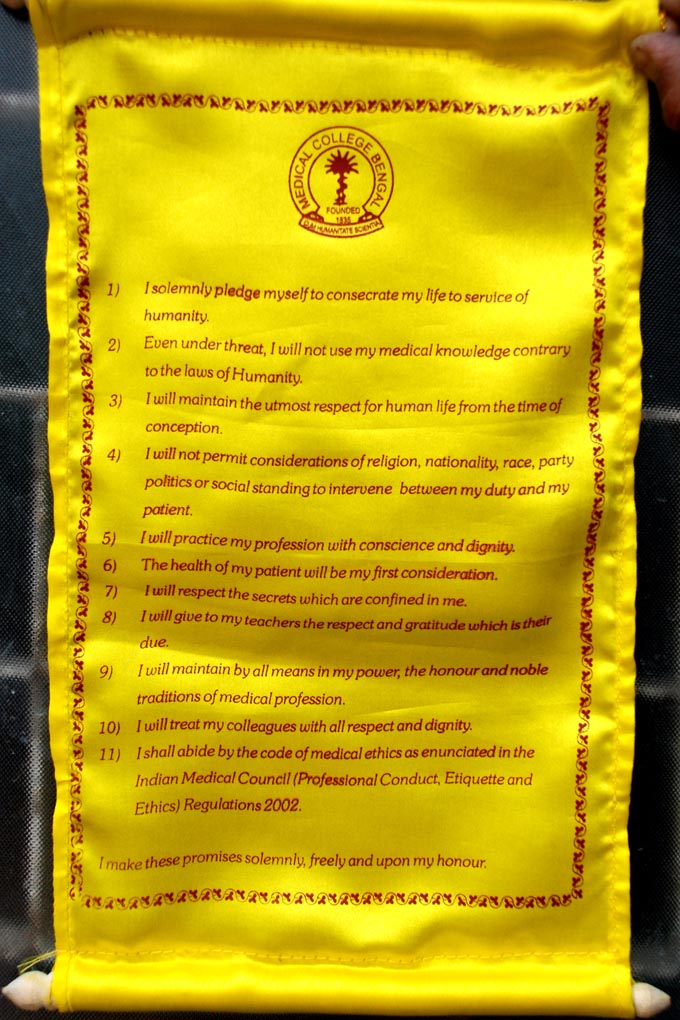 MEDICAL COLLEGE BENGAL
FOUNDED
1835
CUM HUMANITATE SCIENTIA
1) I solemnly pledge myself to consecrate my life to service of
humanity.
2) Even under threat, I will not use my medical knowledge contrary
to the laws of Humanity.
3) I will maintain the utmost respect for human life from the time of
conception.
4) I will not permit considerations of religion, nationality, race, party
politics or social standing to intervene between my duty and my
patient.
5) I will practice my profession with conscience and dignity.
6) The health of my patient will be my first consideration.
7) I will respect the secrets which are confined in me.
8) I will give to my teachers the respect and gratitude which is their
due.
9) I will maintain by all means in my power, the honour and noble
traditions of medical profession.
10) I will treat my colleagues with all respect and dignity.
11) I shall abide by the code of medical ethics as enunciated in the
Indian Medical Council (Professional Conduct, Etiquette and
Ethics) Regulations 2002.
I make these promises solemnly, freely and upon my honour.